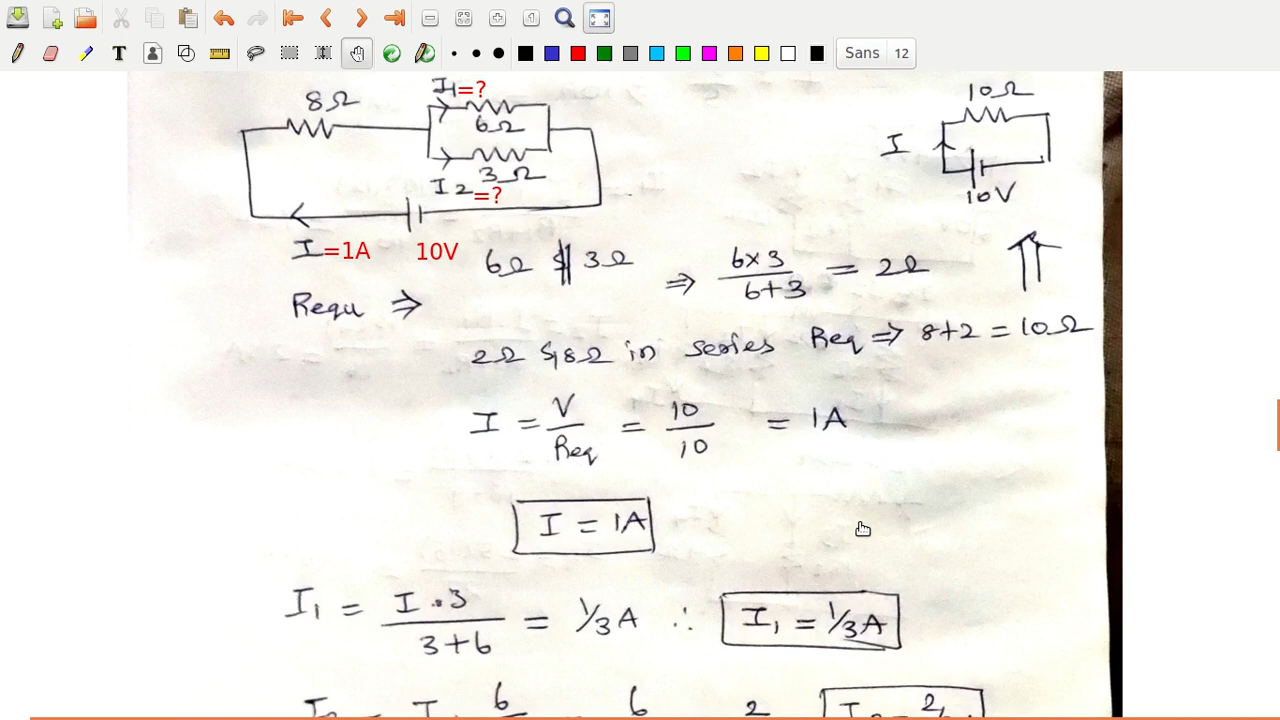 T
Sans 12
8Ω
I1=?
6Ω
3Ω
I2
=?
I=1A 10V
10Ω
I
10V
6Ω || 3Ω ⇒ 6×3/6+3 = 2Ω
Requ ⇒
2Ω & 8Ω in series Req ⇒ 8+2 = 10Ω
I = V/Req = 10/10 = 1A
I = 1A
I1 = I·3/3+6 = 1/3A ∴ I1 = 1/3A